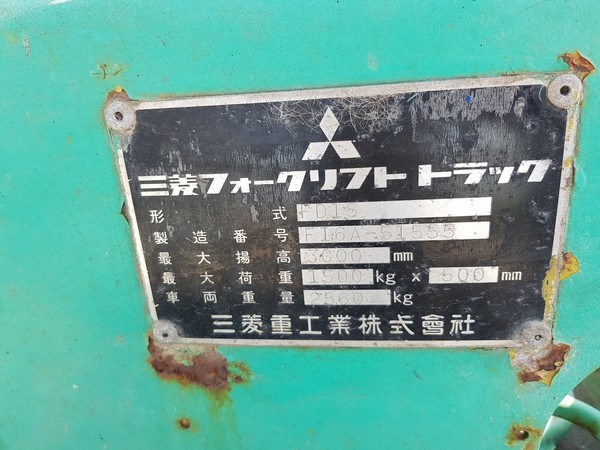 三菱フォークリフト トラック
形 式 FD15
製造番号 F16A-51555
最大揚高 3000 mm
最大荷重 1500 kg x 500 mm
車両重量 2560 kg
三菱重工業株式會社